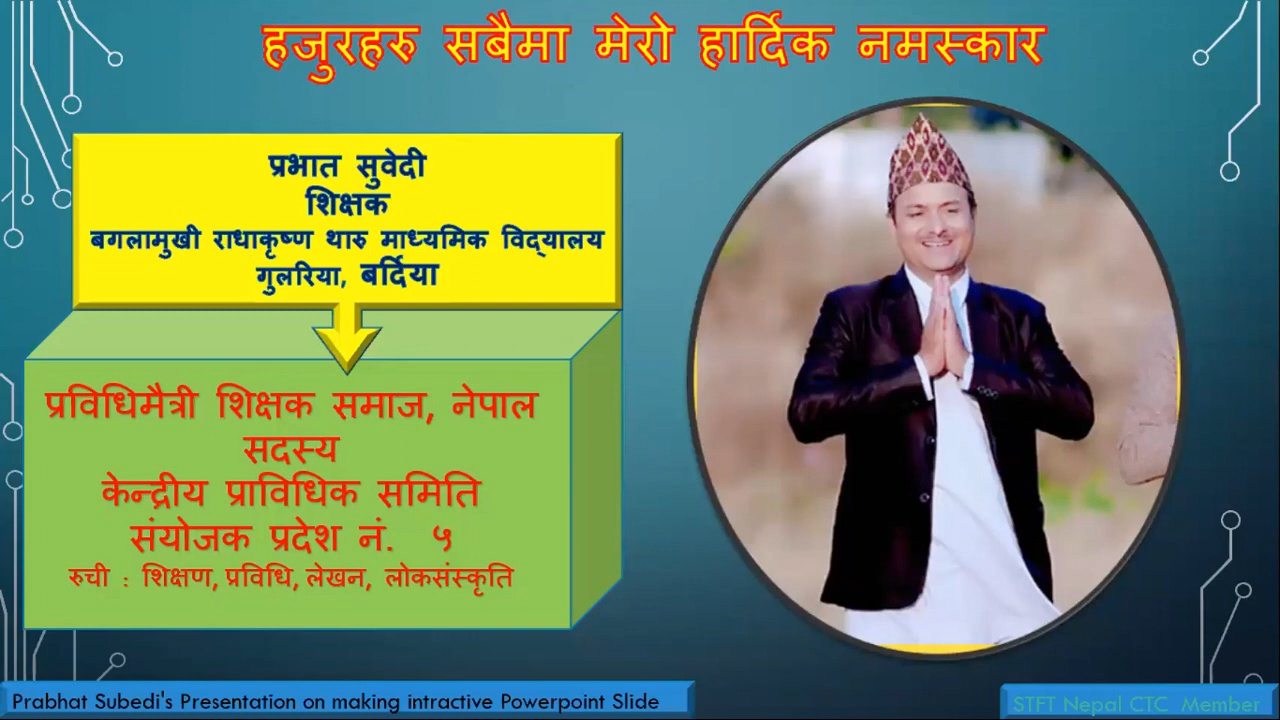 हजुरहरु सबैमा मेरो हार्दिक नमस्कार
प्रभात सुवेदी
शिक्षक
बगलामुखी राधाकृष्ण थारु माध्यमिक विद्यालय
गुलरिया, बर्दिया
प्रविधिमैत्री शिक्षक समाज, नेपाल
सदस्य
केन्द्रीय प्राविधिक समिति
संयोजक प्रदेश नं. ५
रुची : शिक्षण, प्रविधि, लेखन, लोकसंस्कृति
Prabhat Subedi's Presentation on making intractive Powerpoint Slide
STFT Nepal CTC Member